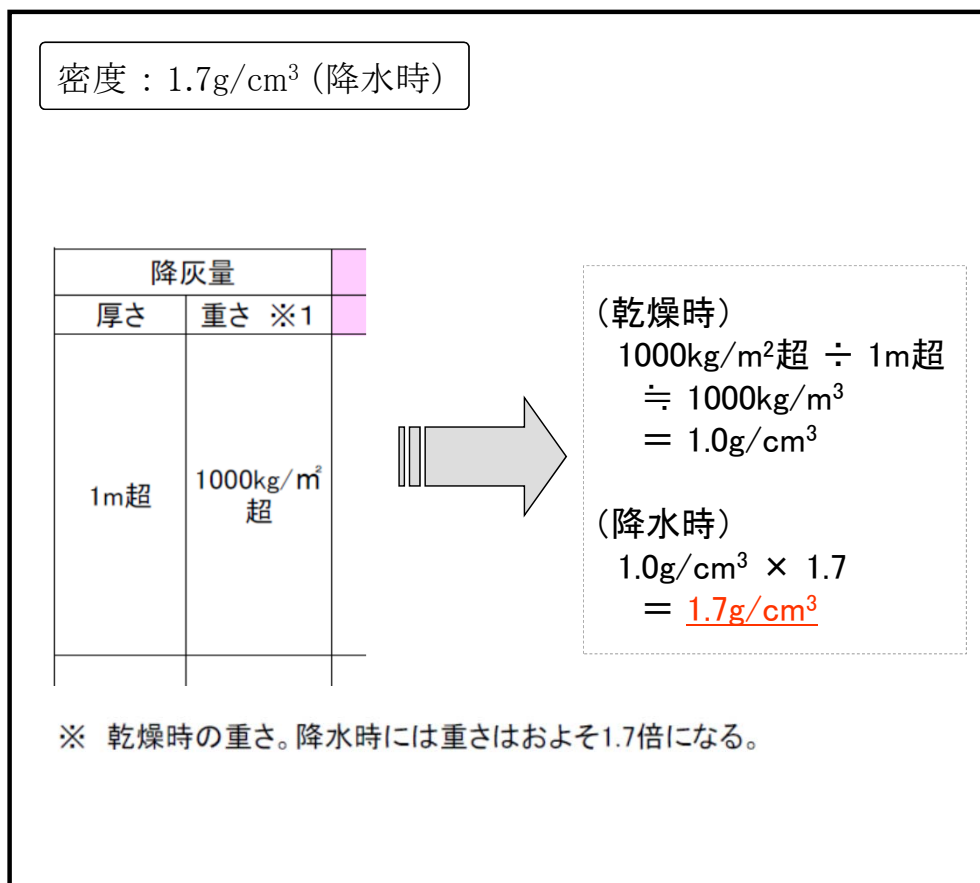 密度：1.7g/cm³（降水時）
降灰量
厚さ 重さ ※1
1m超 1000kg/㎡
超
（乾燥時）
1000kg/m²超 ÷ 1m超
≒ 1000kg/m³
＝ 1.0g/cm³
（降水時）
1.0g/cm³ × 1.7
＝ 1.7g/cm³
※ 乾燥時の重さ。降水時には重さはおよそ1.7倍になる。